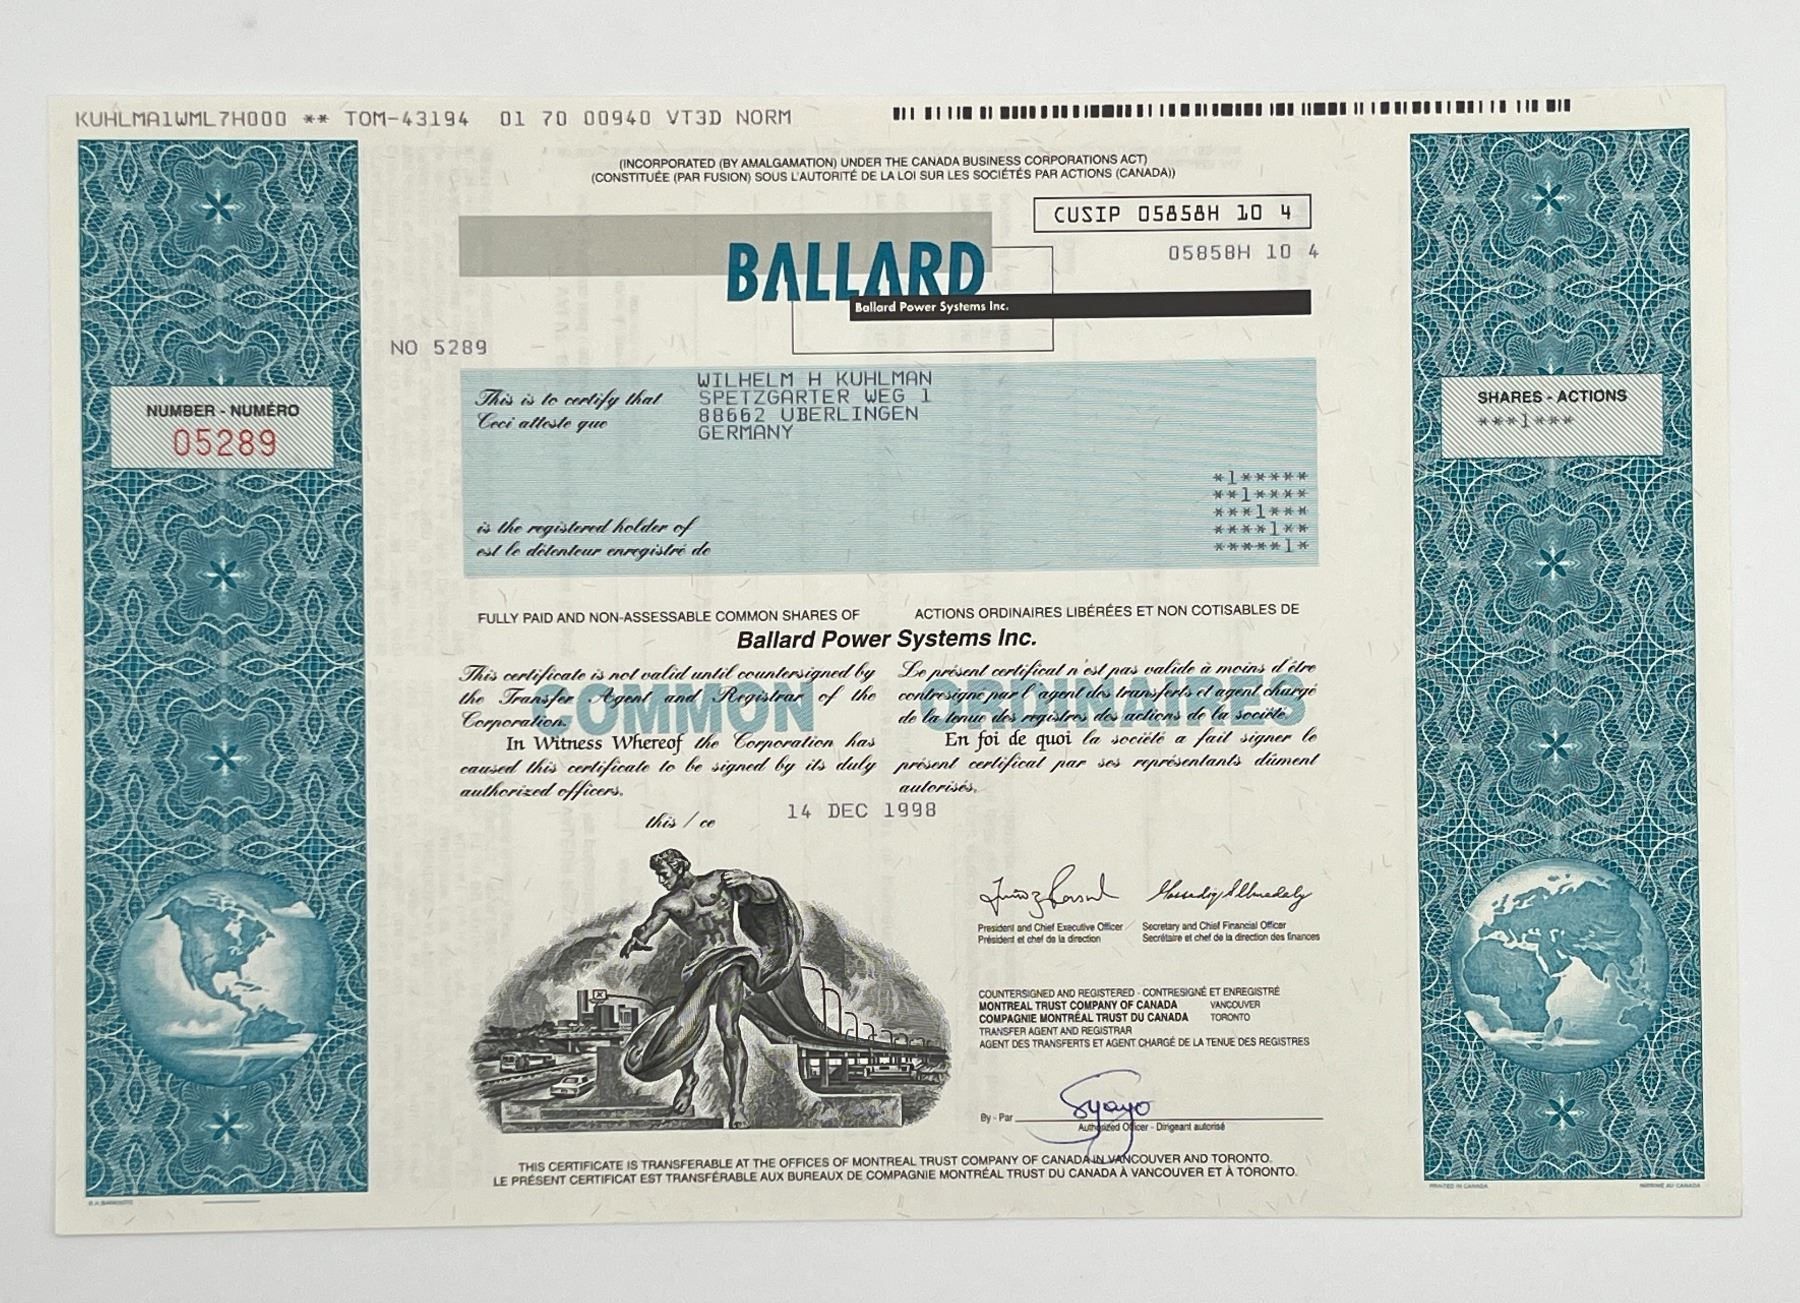 KUHLMA1WML7H000 ** TOM-43194 01 70 00940 VT3D NORM
(INCORPORATED (BY AMALGAMATION) UNDER THE CANADA BUSINESS CORPORATIONS ACT)
(CONSTITUÉE (PAR FUSION) SOUS L'AUTORITÉ DE LA LOI SUR LES SOCIÉTÉS PAR ACTIONS (CANADA))
CUSIP 05858H 10 4
05858H 10 4
BALLARD
Ballard Power Systems Inc.
NO 5289
NUMBER - NUMÉRO
05289
SHARES - ACTIONS
***1***
This is to certify that
Ceci atteste que
WILHELM H KUHLMAN
SPETZGARTER WEG 1
88662 UBERLINGEN
GERMANY
*1*****
**1****
***1***
****1**
*****1*
is the registered holder of
est le détenteur enregistré de
FULLY PAID AND NON-ASSESSABLE COMMON SHARES OF
ACTIONS ORDINAIRES LIBÉRÉES ET NON COTISABLES DE
Ballard Power Systems Inc.
COMMON
This certificate is not valid until countersigned by
the Transfer Agent and Registrar of the
Corporation.
In Witness Whereof the Corporation has
caused this certificate to be signed by its duly
authorized officers.
ORDINAIRES
Le présent certificat n'est pas valide à moins d'être
contresigné par l'agent des transferts et agent chargé
de la tenue des registres des actions de la société.
En foi de quoi la société a fait signer le
présent certificat par ses représentants dûment
autorisés.
this / ce 14 DEC 1998
President and Chief Executive Officer
Président et chef de la direction
Secretary and Chief Financial Officer
Secrétaire et chef de la direction des finances
COUNTERSIGNED AND REGISTERED - CONTRESIGNÉ ET ENREGISTRÉ
MONTREAL TRUST COMPANY OF CANADA VANCOUVER
COMPAGNIE MONTRÉAL TRUST DU CANADA TORONTO
TRANSFER AGENT AND REGISTRAR
AGENT DES TRANSFERTS ET AGENT CHARGÉ DE LA TENUE DES REGISTRES
By - Par
Authorized Officer - Dirigeant autorisé
THIS CERTIFICATE IS TRANSFERABLE AT THE OFFICES OF MONTREAL TRUST COMPANY OF CANADA IN VANCOUVER AND TORONTO.
LE PRÉSENT CERTIFICAT EST TRANSFÉRABLE AUX BUREAUX DE COMPAGNIE MONTRÉAL TRUST DU CANADA À VANCOUVER ET À TORONTO.
PRINTED IN CANADA
IMPRIMÉ AU CANADA